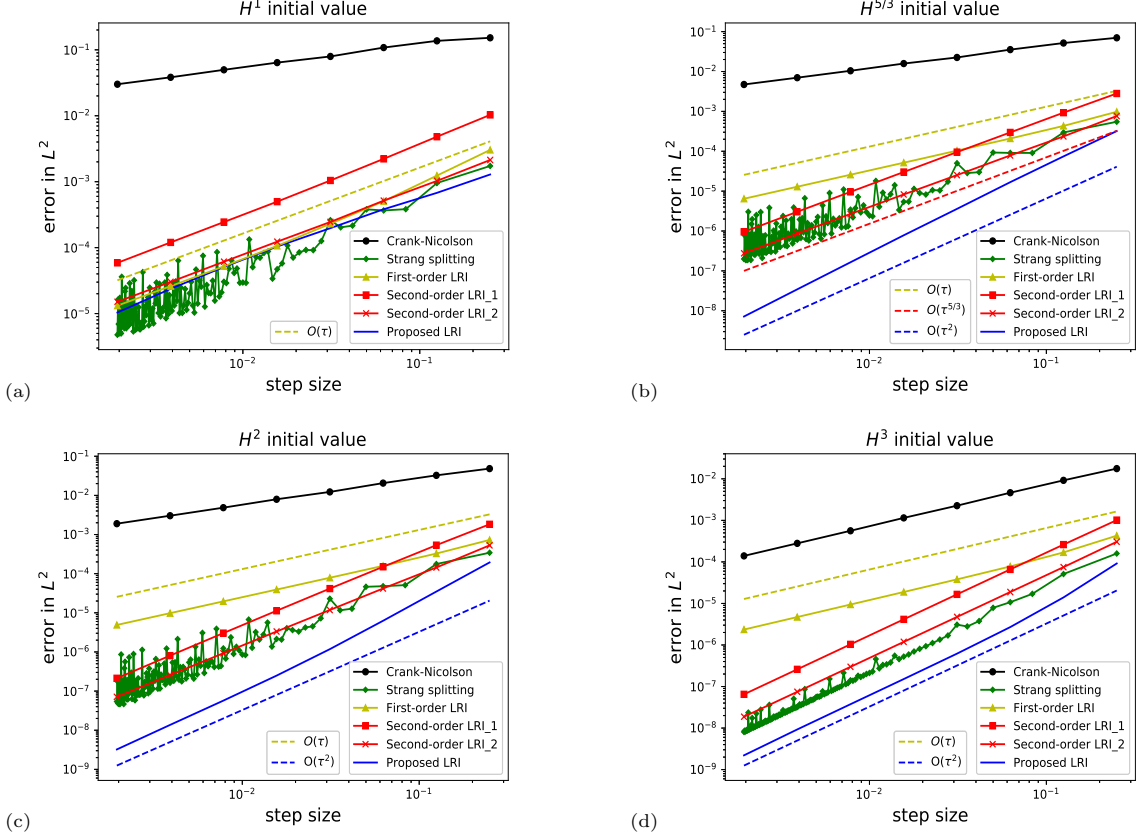 H¹ initial value
10⁻¹
10⁻²
10⁻³
10⁻⁴
10⁻⁵
error in L²
Crank-Nicolson
Strang splitting
First-order LRI
Second-order LRI_1
Second-order LRI_2
Proposed LRI
O(τ)
10⁻²
10⁻¹
step size
(a)
H⁵ᐟ³ initial value
10⁻¹
10⁻²
10⁻³
10⁻⁴
10⁻⁵
10⁻⁶
10⁻⁷
10⁻⁸
error in L²
O(τ)
O(τ⁵ᐟ³)
O(τ²)
Crank-Nicolson
Strang splitting
First-order LRI
Second-order LRI_1
Second-order LRI_2
Proposed LRI
10⁻²
10⁻¹
step size
(b)
H² initial value
10⁻¹
10⁻²
10⁻³
10⁻⁴
10⁻⁵
10⁻⁶
10⁻⁷
10⁻⁸
10⁻⁹
error in L²
O(τ)
O(τ²)
Crank-Nicolson
Strang splitting
First-order LRI
Second-order LRI_1
Second-order LRI_2
Proposed LRI
10⁻²
10⁻¹
step size
(c)
H³ initial value
10⁻²
10⁻³
10⁻⁴
10⁻⁵
10⁻⁶
10⁻⁷
10⁻⁸
10⁻⁹
error in L²
O(τ)
O(τ²)
Crank-Nicolson
Strang splitting
First-order LRI
Second-order LRI_1
Second-order LRI_2
Proposed LRI
10⁻²
10⁻¹
step size
(d)